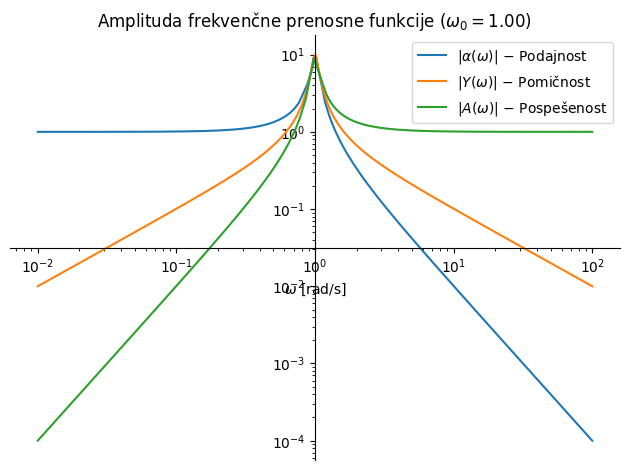 Amplituda frekvenčne prenosne funkcije (ω₀ = 1.00)
|α(ω)| − Podajnost
|Y(ω)| − Pomičnost
|A(ω)| − Pospešenost
10¹
10⁰
10⁻¹
10⁻² 10⁻¹ 10⁰ 10¹ 10²
10⁻²
ω [rad/s]
10⁻³
10⁻⁴